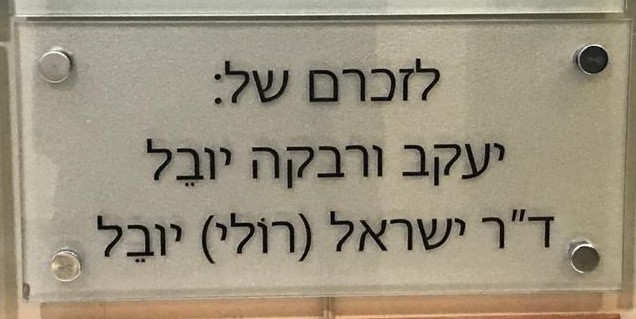 לזכרם של:
יעקב ורבקה יובֵל
ד"ר ישראל (רוֹלי) יובֵל